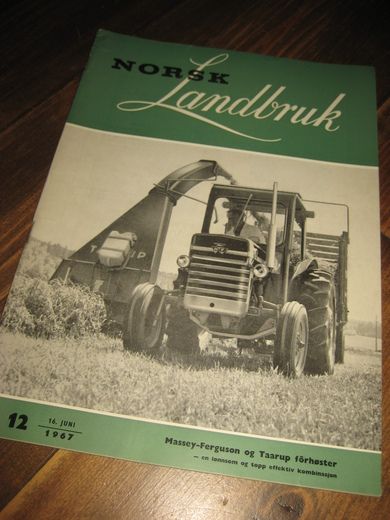 NORSK
Landbruk
12
16. JUNI
1967
Massey-Ferguson og Taarup fôrhøster
— en lønnsom og topp effektiv kombinasjon